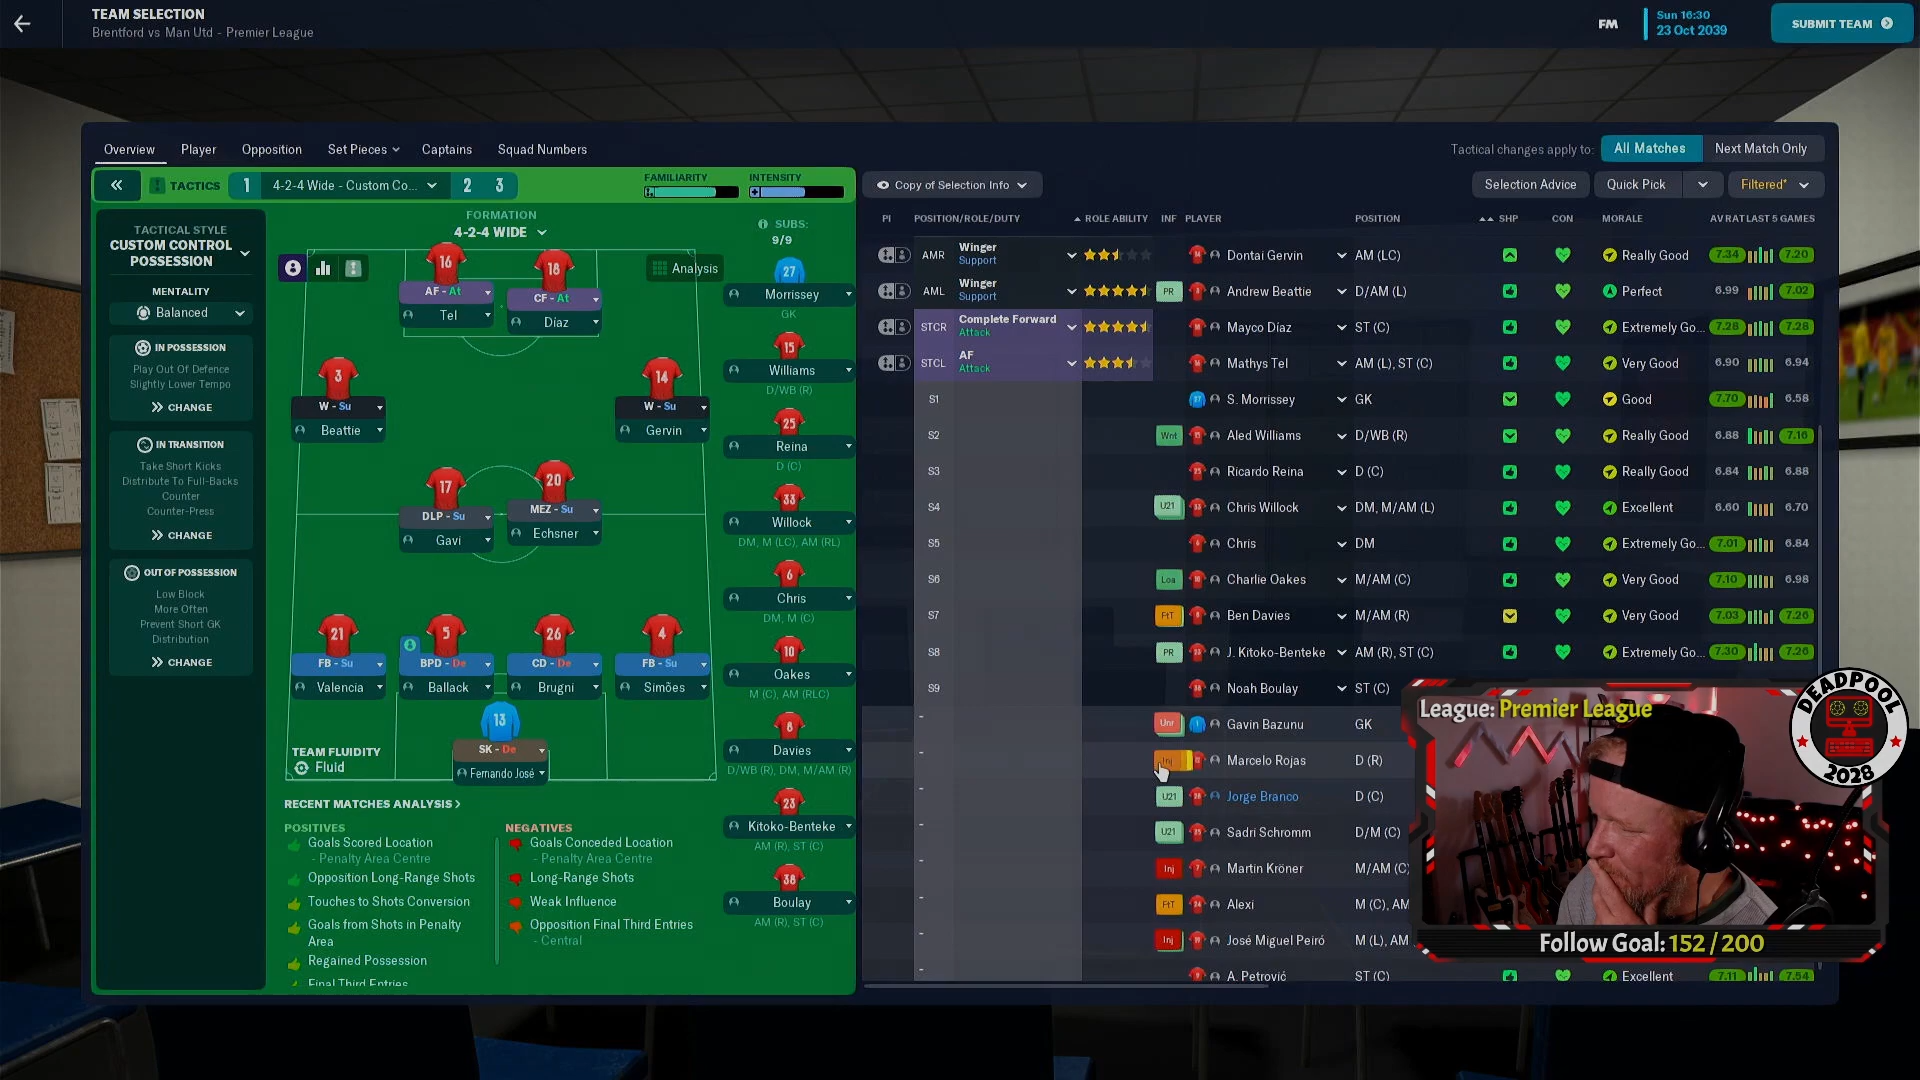 TEAM SELECTION
Brentford vs Man Utd - Premier League
FM
Sun 16:30
23 Oct 2039
SUBMIT TEAM
Overview
Player
Opposition
Set Pieces
Captains
Squad Numbers
Tactical changes apply to:
All Matches
Next Match Only
TACTICS
1
4-2-4 Wide - Custom Co...
2
3
FAMILIARITY
INTENSITY
Copy of Selection Info
Selection Advice
Quick Pick
Filtered*
TACTICAL STYLE
CUSTOM CONTROL
POSSESSION
MENTALITY
Balanced
IN POSSESSION
Play Out Of Defence
Slightly Lower Tempo
CHANGE
IN TRANSITION
Take Short Kicks
Distribute To Full-Backs
Counter
Counter-Press
CHANGE
OUT OF POSSESSION
Low Block
More Often
Prevent Short GK
Distribution
CHANGE
FORMATION
4-2-4 WIDE
Analysis
16
AF - At
Tel
18
CF - At
Díaz
3
W - Su
Beattie
14
W - Su
Gervin
17
DLP - Su
Gavi
20
MEZ - Su
Echsner
21
FB - Su
Valencia
5
BPD - De
Ballack
26
CD - De
Brugni
4
FB - Su
Simões
13
SK - De
Fernando José
TEAM FLUIDITY
Fluid
RECENT MATCHES ANALYSIS >
POSITIVES
Goals Scored Location
- Penalty Area Centre
Opposition Long-Range Shots
Touches to Shots Conversion
Goals from Shots in Penalty
Area
Regained Possession
Final Third Entries
NEGATIVES
Goals Conceded Location
- Penalty Area Centre
Long-Range Shots
Weak Influence
Opposition Final Third Entries
- Central
SUBS:
9/9
27
Morrissey
GK
15
Williams
D/WB (R)
25
Reina
D (C)
33
Willock
DM, M (LC), AM (RL)
6
Chris
DM, M (C)
10
Oakes
M (C), AM (RLC)
8
Davies
D/WB (R), DM, M/AM (R)
23
Kitoko-Benteke
AM (R), ST (C)
38
Boulay
AM (R), ST (C)
PI POSITION/ROLE/DUTY ROLE ABILITY INF PLAYER POSITION SHP CON MORALE AV RAT LAST 5 GAMES
AMR Winger Support Dontai Gervin AM (LC) Really Good 7.34 7.20
AML Winger Support PR Andrew Beattie D/AM (L) Perfect 6.99 7.02
STCR Complete Forward Attack Mayco Díaz ST (C) Extremely Go... 7.28 7.28
STCL AF Attack Mathys Tel AM (L), ST (C) Very Good 6.90 6.94
S1 S. Morrissey GK Good 7.70 6.58
S2 Wnt Aled Williams D/WB (R) Really Good 6.88 7.16
S3 Ricardo Reina D (C) Really Good 6.84 6.88
S4 U21 Chris Willock DM, M/AM (L) Excellent 6.60 6.70
S5 Chris DM Extremely Go... 7.01 6.84
S6 Loa Charlie Oakes M/AM (C) Very Good 7.10 6.98
S7 FtT Ben Davies M/AM (R) Very Good 7.03 7.26
S8 PR J. Kitoko-Benteke AM (R), ST (C) Extremely Go... 7.30 7.26
S9 Noah Boulay ST (C)
- Unr Gavin Bazunu GK
- Inj Marcelo Rojas D (R)
- U21 Jorge Branco D (C)
- U21 Sadri Schromm D/M (C)
- Inj Martin Kröner M/AM (C)
- FtT Alexi M (C), AM
- Inj José Miguel Peiró M (L), AM
- A. Petrović ST (C) Excellent 7.11 7.54
League: Premier League
DEADPOOL
2028
Follow Goal: 152 / 200